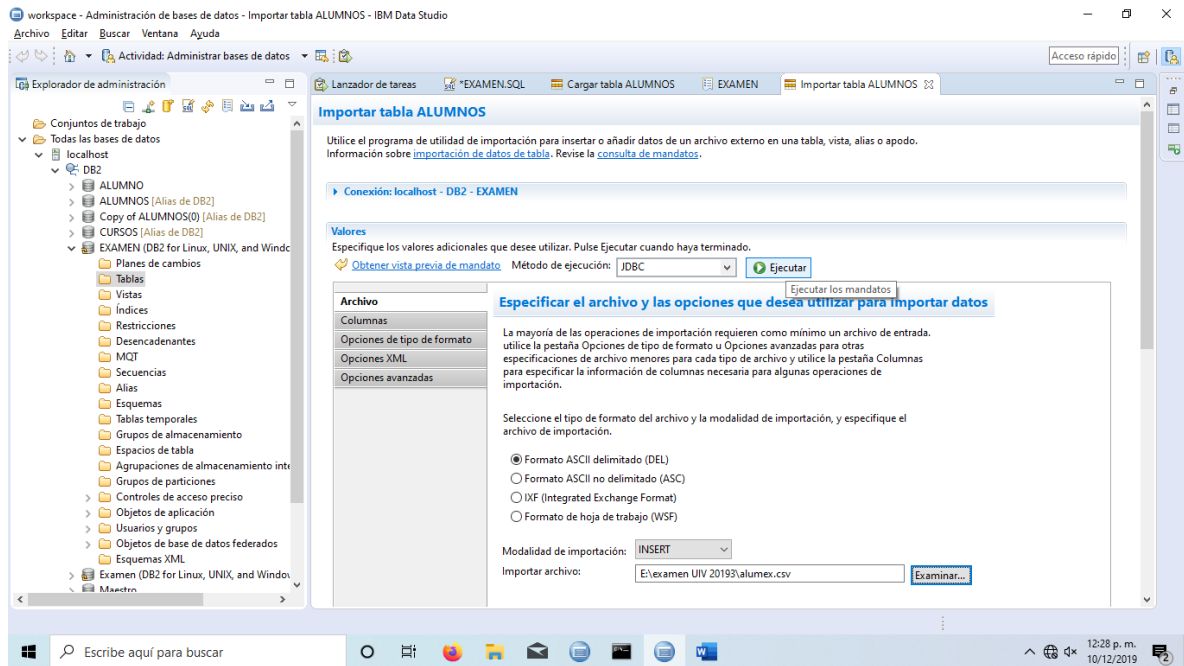 workspace - Administración de bases de datos - Importar tabla ALUMNOS - IBM Data Studio
Archivo Editar Buscar Ventana Ayuda
Actividad: Administrar bases de datos
Acceso rápido
Explorador de administración
Conjuntos de trabajo
Todas las bases de datos
localhost
DB2
ALUMNO
ALUMNOS [Alias de DB2]
Copy of ALUMNOS(0) [Alias de DB2]
CURSOS [Alias de DB2]
EXAMEN (DB2 for Linux, UNIX, and Windc
Planes de cambios
Tablas
Vistas
Índices
Restricciones
Desencadenantes
MQT
Secuencias
Alias
Esquemas
Tablas temporales
Grupos de almacenamiento
Espacios de tabla
Agrupaciones de almacenamiento inte
Grupos de particiones
Controles de acceso preciso
Objetos de aplicación
Usuarios y grupos
Objetos de base de datos federados
Esquemas XML
Examen (DB2 for Linux, UNIX, and Windov
Maestro
Lanzador de tareas
*EXAMEN.SQL
Cargar tabla ALUMNOS
EXAMEN
Importar tabla ALUMNOS
Importar tabla ALUMNOS
Utilice el programa de utilidad de importación para insertar o añadir datos de un archivo externo en una tabla, vista, alias o apodo.
Información sobre importación de datos de tabla. Revise la consulta de mandatos.
Conexión: localhost - DB2 - EXAMEN
Valores
Especifique los valores adicionales que desee utilizar. Pulse Ejecutar cuando haya terminado.
Obtener vista previa de mandato Método de ejecución: JDBC Ejecutar
Ejecutar los mandatos
Archivo
Columnas
Opciones de tipo de formato
Opciones XML
Opciones avanzadas
Especificar el archivo y las opciones que desea utilizar para importar datos
La mayoría de las operaciones de importación requieren como mínimo un archivo de entrada.
utilice la pestaña Opciones de tipo de formato u Opciones avanzadas para otras
especificaciones de archivo menores para cada tipo de archivo y utilice la pestaña Columnas
para especificar la información de columnas necesaria para algunas operaciones de
importación.
Seleccione el tipo de formato del archivo y la modalidad de importación, y especifique el
archivo de importación.
Formato ASCII delimitado (DEL)
Formato ASCII no delimitado (ASC)
IXF (Integrated Exchange Format)
Formato de hoja de trabajo (WSF)
Modalidad de importación: INSERT
Importar archivo: E:\examen UIV 20193\alumex.csv Examinar...
Escribe aquí para buscar
12:28 p. m.
10/12/2019
2